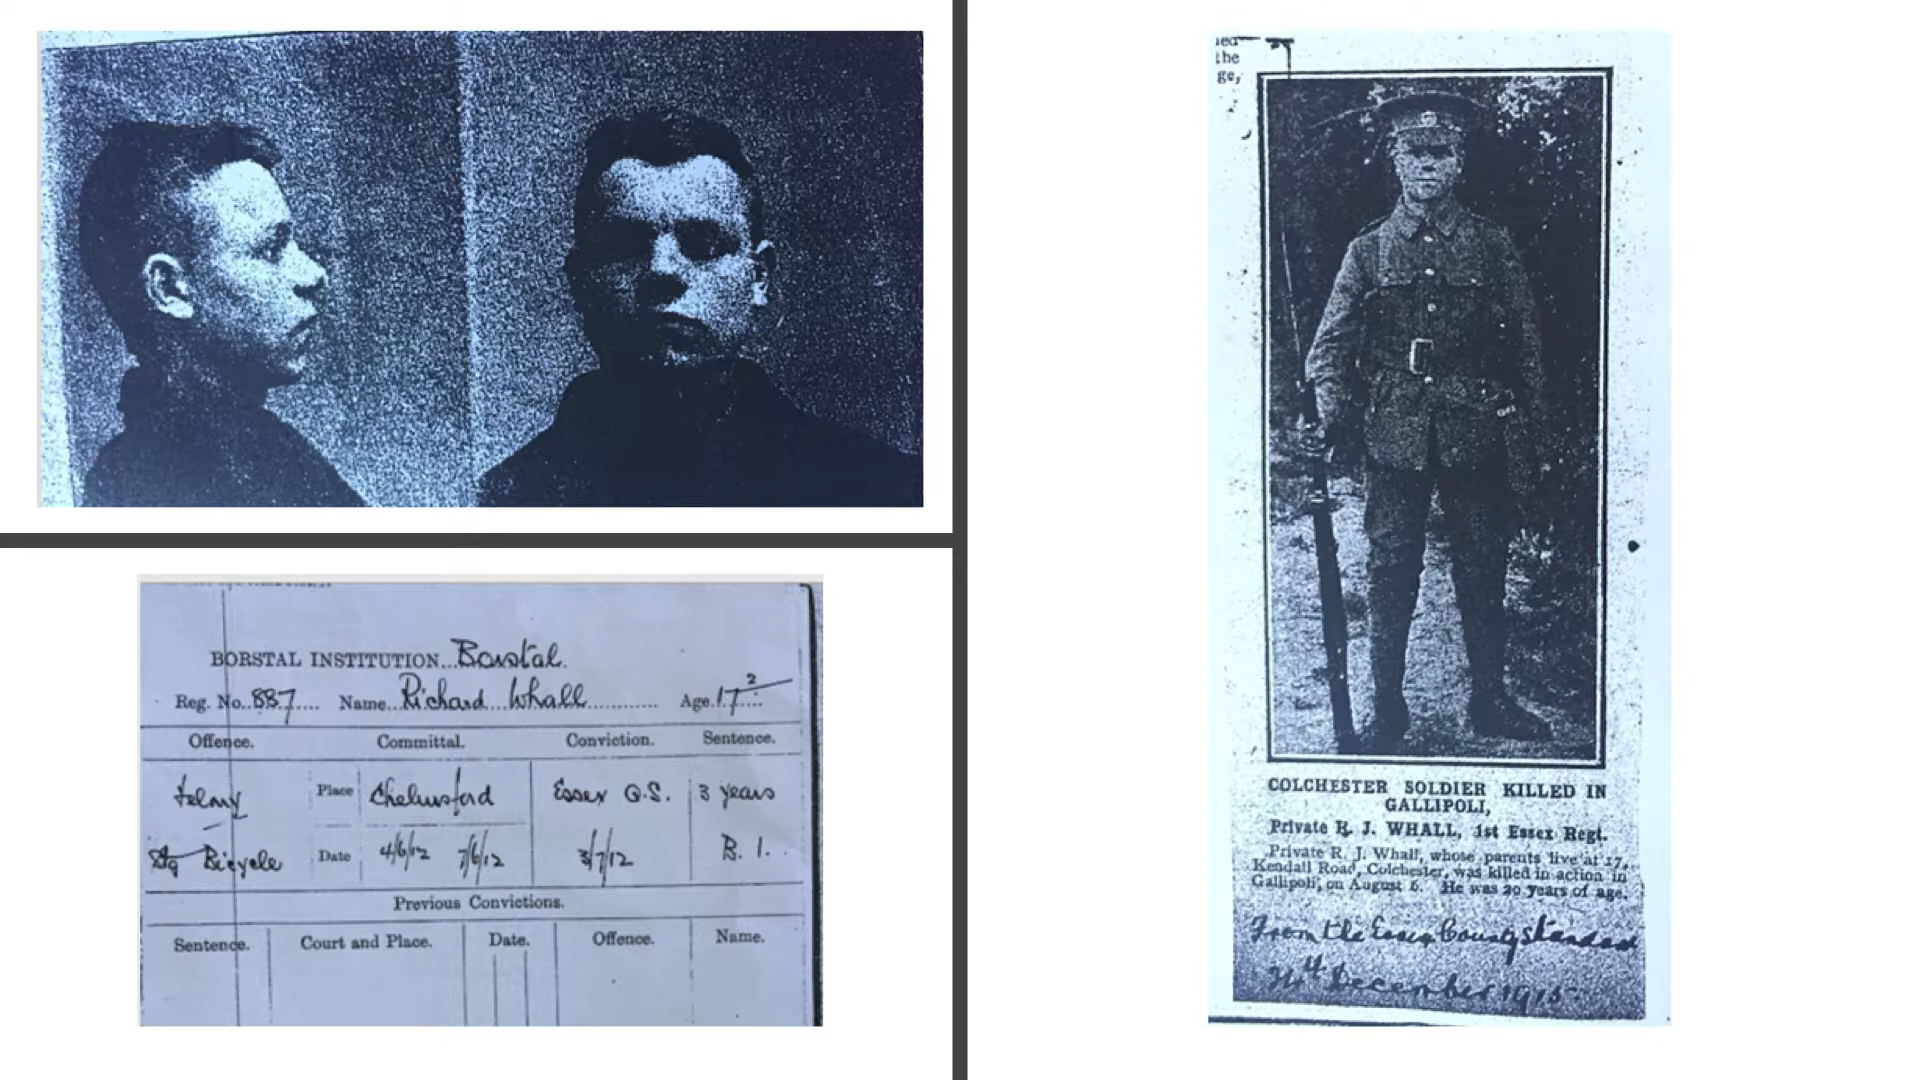 BORSTAL INSTITUTION... Borstal.
Reg. No..887.... Name...Richard Whall............ Age.17 2....
Offence. Committal. Conviction. Sentence.
felony Place Chelmsford Essex Q.S. 3 years
Stg Bicycle Date 4/6/12 7/6/12 3/7/12 B. I.
Previous Convictions.
Sentence. Court and Place. Date. Offence. Name.
the
ge,
COLCHESTER SOLDIER KILLED IN
GALLIPOLI,
Private R. J. WHALL, 1st Essex Regt.
Private R. J. Whall, whose parents live at 17,
Kendall Road, Colchester, was killed in action in
Gallipoli, on August 6. He was 20 years of age.
From the Essex County Standard
December 1915